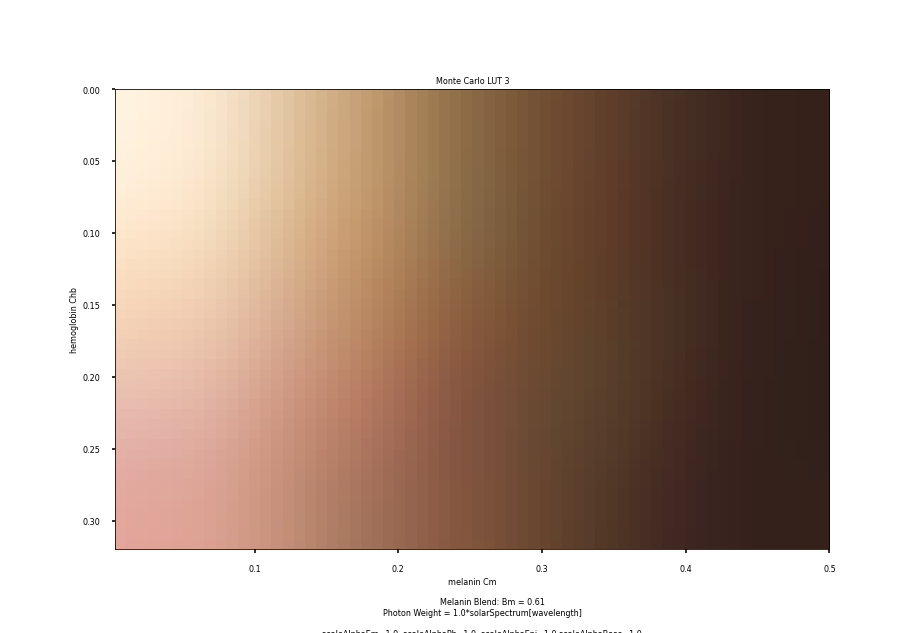 Monte Carlo LUT 3
0.00
0.05
0.10
0.15
0.20
0.25
0.30
hemoglobin Chb
0.1
0.2
0.3
0.4
0.5
melanin Cm
Melanin Blend: Bm = 0.61
Photon Weight = 1.0*solarSpectrum[wavelength]